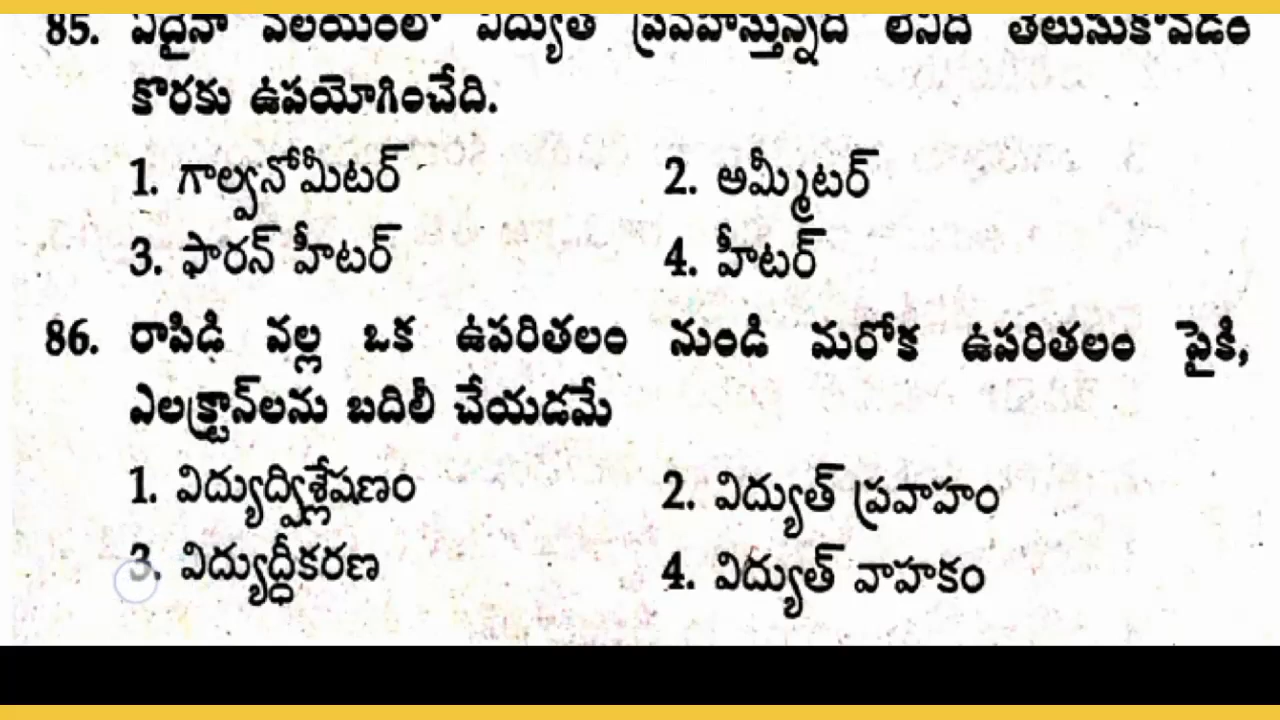 85. ఏదైనా వలయంలో విద్యుత్ ప్రవహిస్తున్నది లేనిది తెలుసుకోవడం
కొరకు ఉపయోగించేది.
1. గాల్వనోమీటర్ 2. అమ్మీటర్
3. ఫారన్ హీటర్ 4. హీటర్
86. రాపిడి వల్ల ఒక ఉపరితలం నుండి మరోక ఉపరితలం పైకి,
ఎలక్ట్రాన్‌లను బదిలీ చేయడమే
1. విద్యుద్విశ్లేషణం 2. విద్యుత్ ప్రవాహం
3. విద్యుద్ధీకరణ 4. విద్యుత్ వాహకం